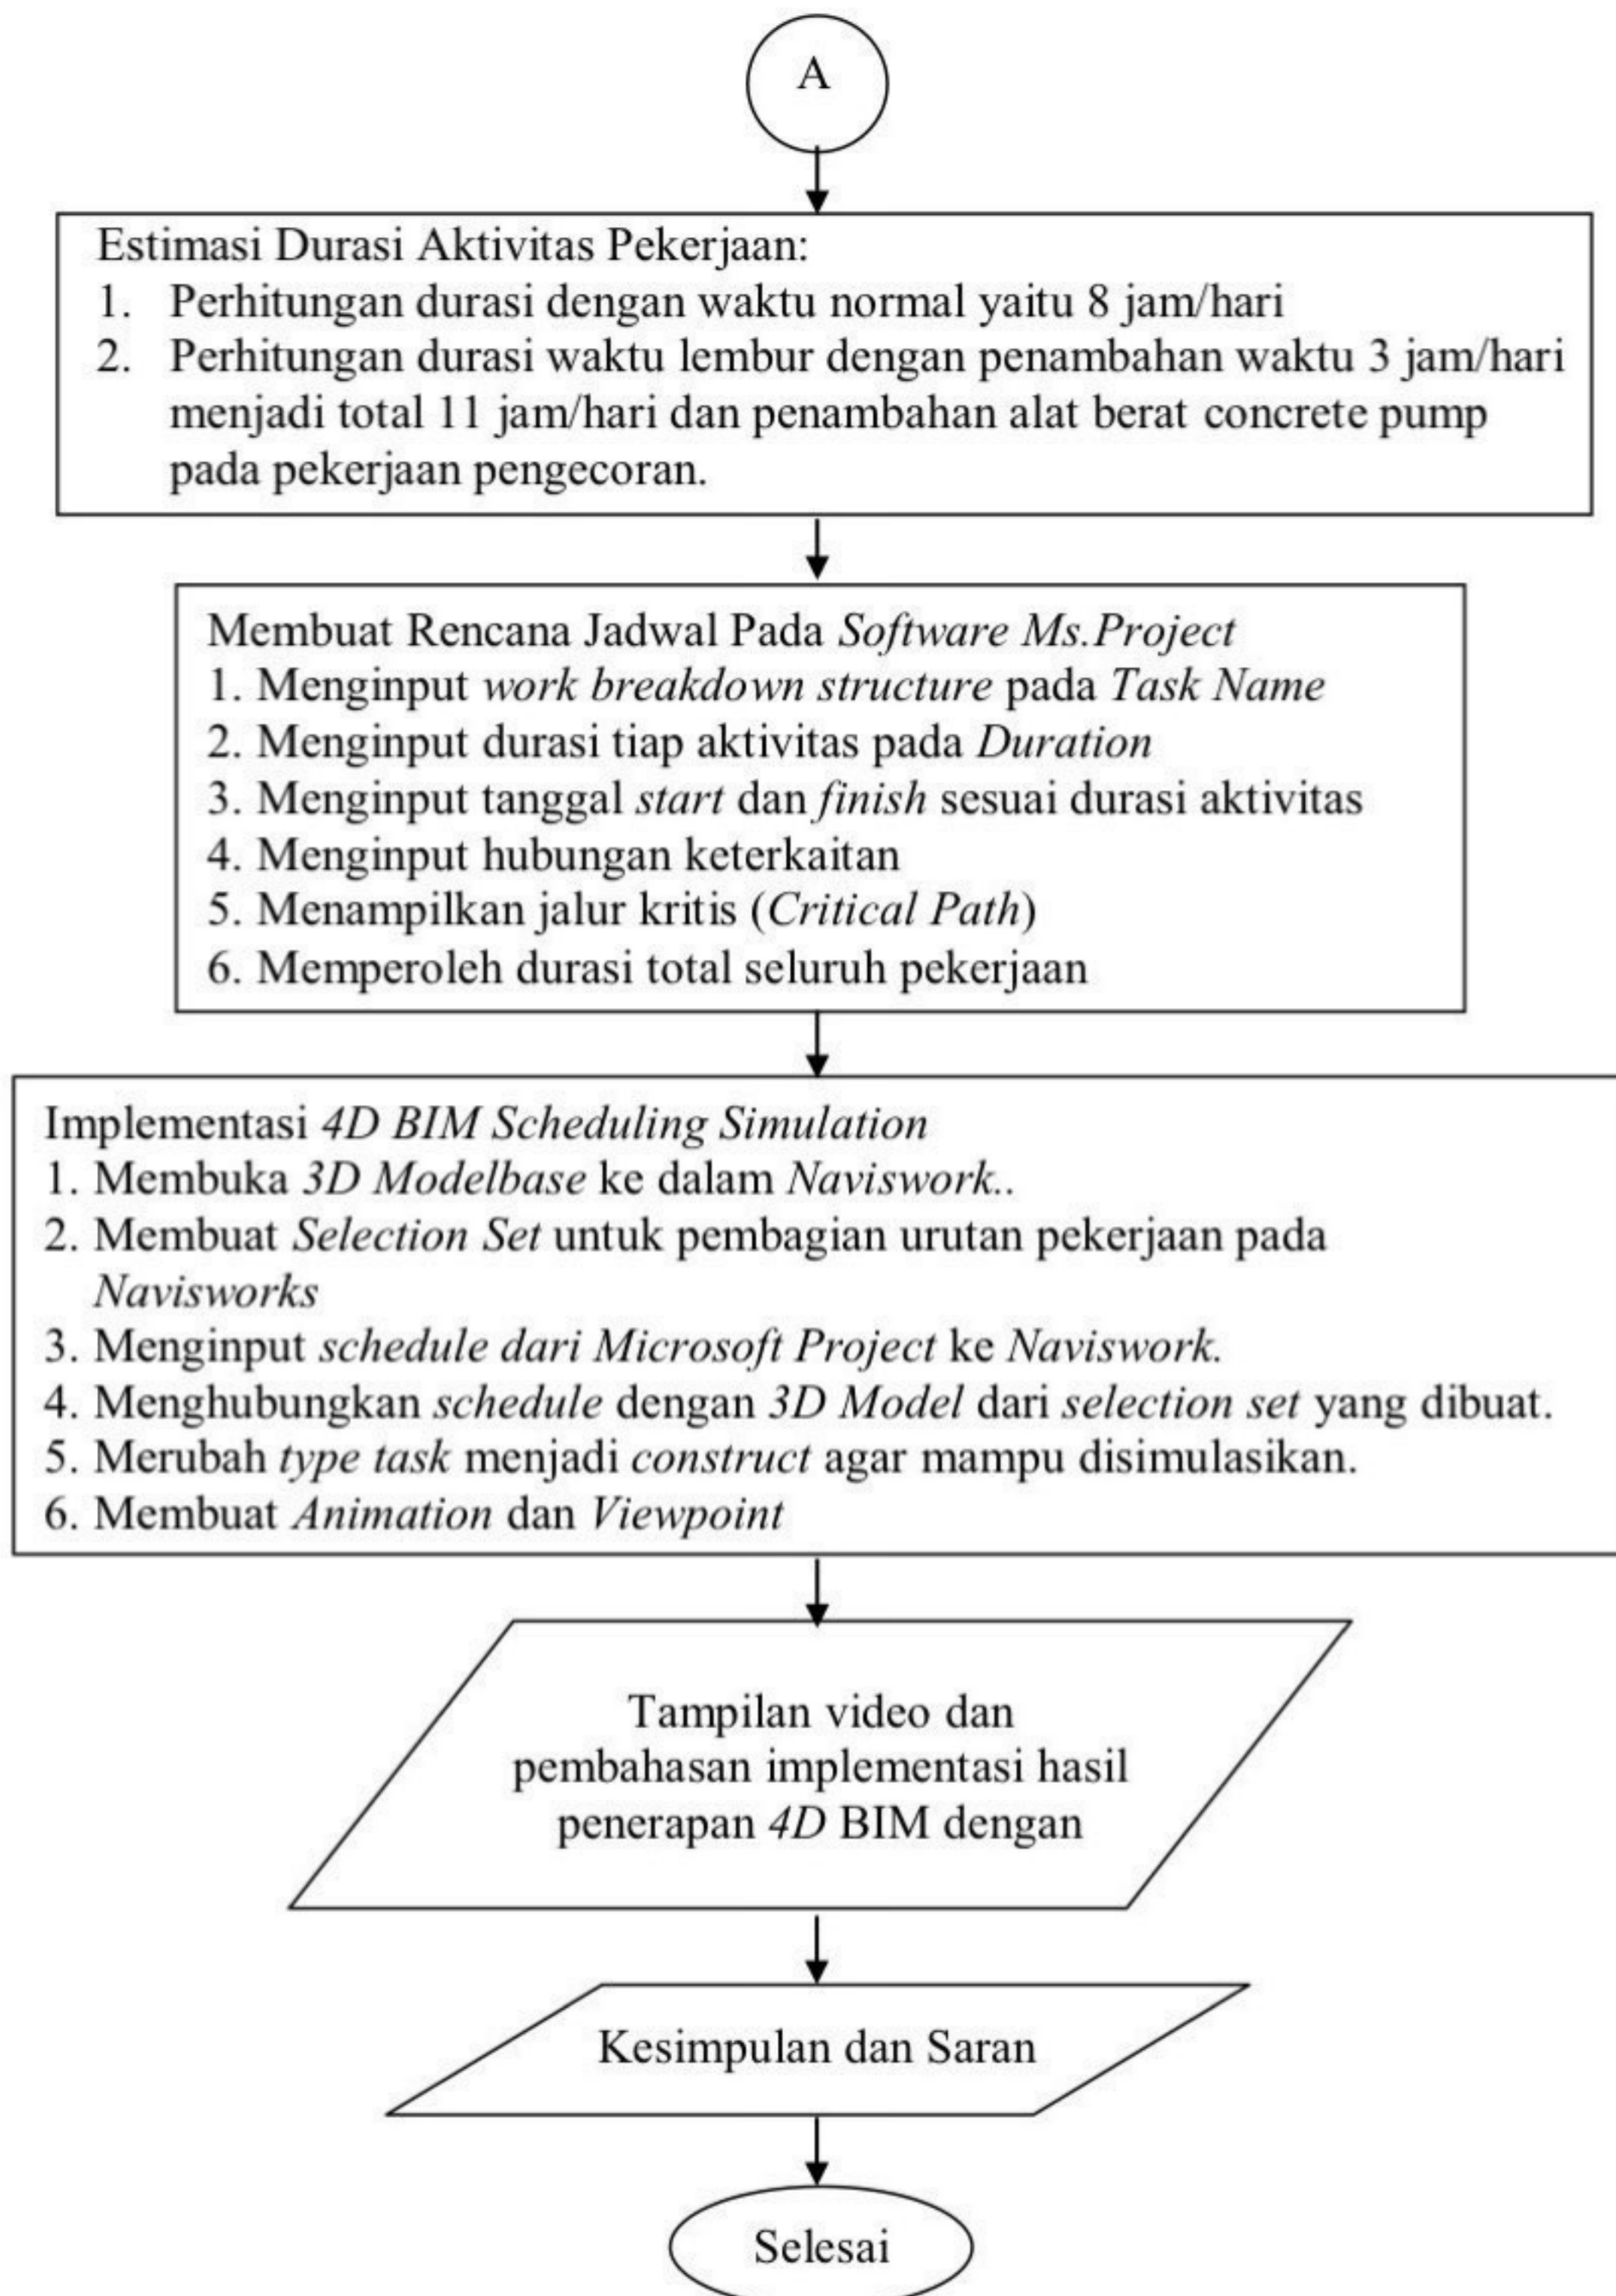 A
Estimasi Durasi Aktivitas Pekerjaan:
1. Perhitungan durasi dengan waktu normal yaitu 8 jam/hari
2. Perhitungan durasi waktu lembur dengan penambahan waktu 3 jam/hari
menjadi total 11 jam/hari dan penambahan alat berat concrete pump
pada pekerjaan pengecoran.
Membuat Rencana Jadwal Pada Software Ms.Project
1. Menginput work breakdown structure pada Task Name
2. Menginput durasi tiap aktivitas pada Duration
3. Menginput tanggal start dan finish sesuai durasi aktivitas
4. Menginput hubungan keterkaitan
5. Menampilkan jalur kritis (Critical Path)
6. Memperoleh durasi total seluruh pekerjaan
Implementasi 4D BIM Scheduling Simulation
1. Membuka 3D Modelbase ke dalam Naviswork..
2. Membuat Selection Set untuk pembagian urutan pekerjaan pada
Navisworks
3. Menginput schedule dari Microsoft Project ke Naviswork.
4. Menghubungkan schedule dengan 3D Model dari selection set yang dibuat.
5. Merubah type task menjadi construct agar mampu disimulasikan.
6. Membuat Animation dan Viewpoint
Tampilan video dan
pembahasan implementasi hasil
penerapan 4D BIM dengan
Kesimpulan dan Saran
Selesai